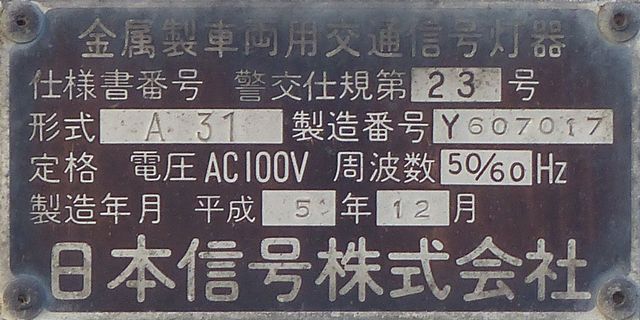 金属製車両用交通信号灯器
仕様書番号 警交仕規第 23 号
形式 A 31 製造番号 Y607017
定格 電圧 AC100V 周波数 50/60 Hz
製造年月 平成 5 年 12 月
日本信号株式会社